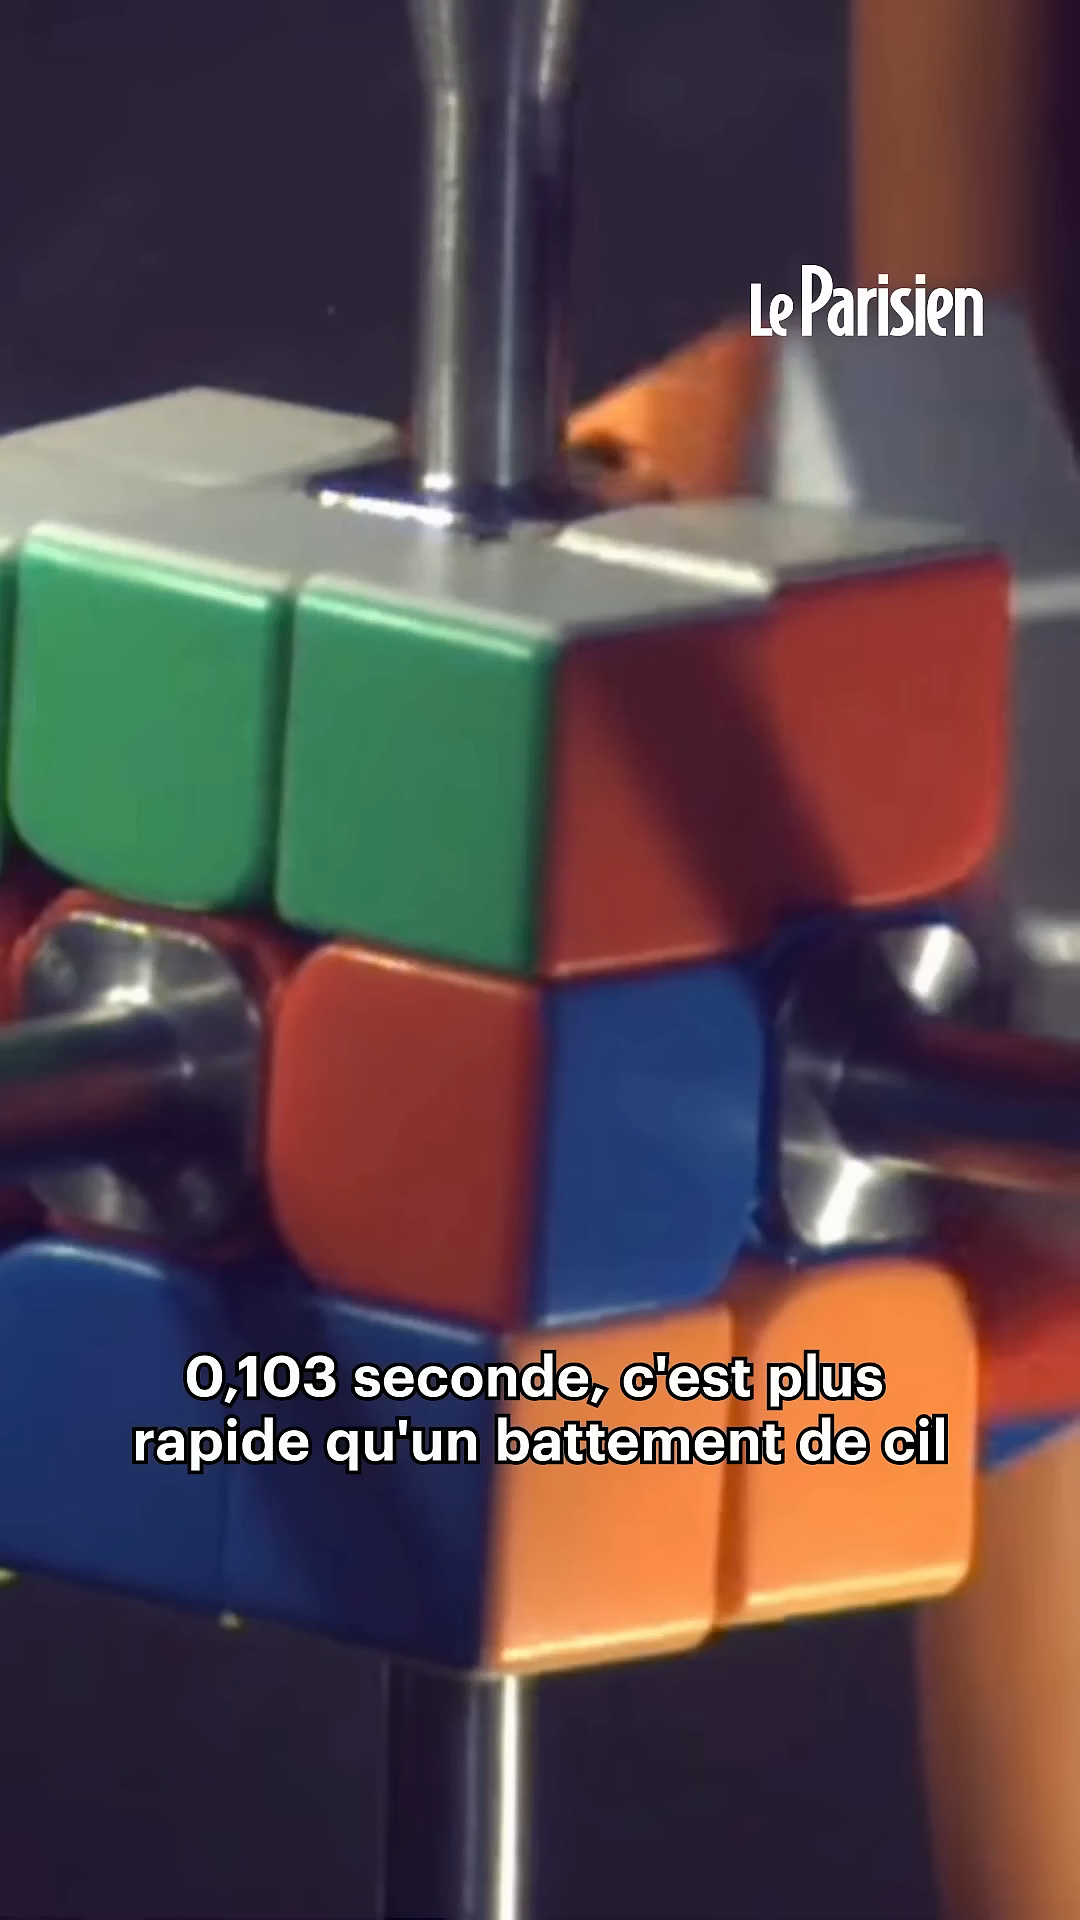 Le Parisien
0,103 seconde, c'est plus
rapide qu'un battement de cil